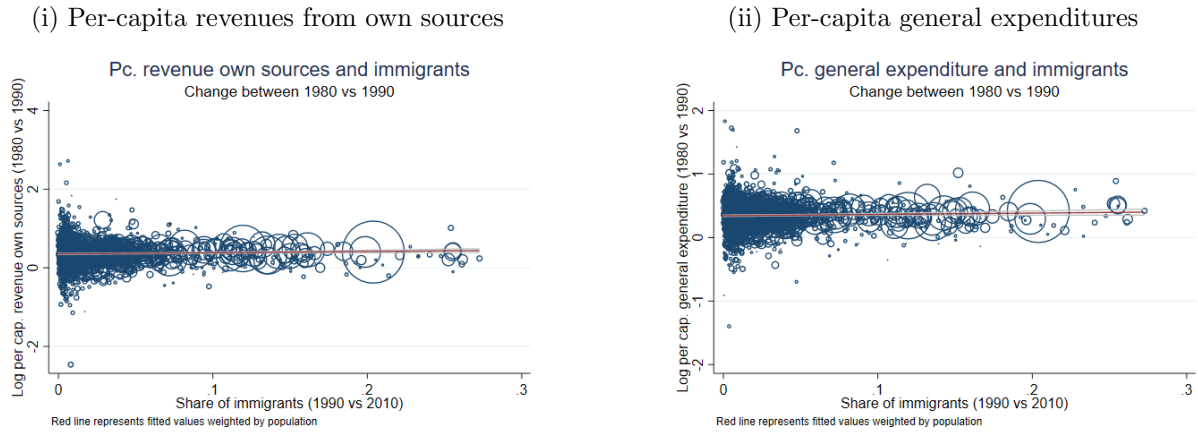 (i) Per-capita revenues from own sources
Pc. revenue own sources and immigrants
Change between 1980 vs 1990
Log per cap. revenue own sources (1980 vs 1990)
4
2
0
-2
0
.1
.2
.3
Share of immigrants (1990 vs 2010)
Red line represents fitted values weighted by population
(ii) Per-capita general expenditures
Pc. general expenditure and immigrants
Change between 1980 vs 1990
Log per cap. general expenditure (1980 vs 1990)
2
1
0
-1
-2
0
.1
.2
.3
Share of immigrants (1990 vs 2010)
Red line represents fitted values weighted by population